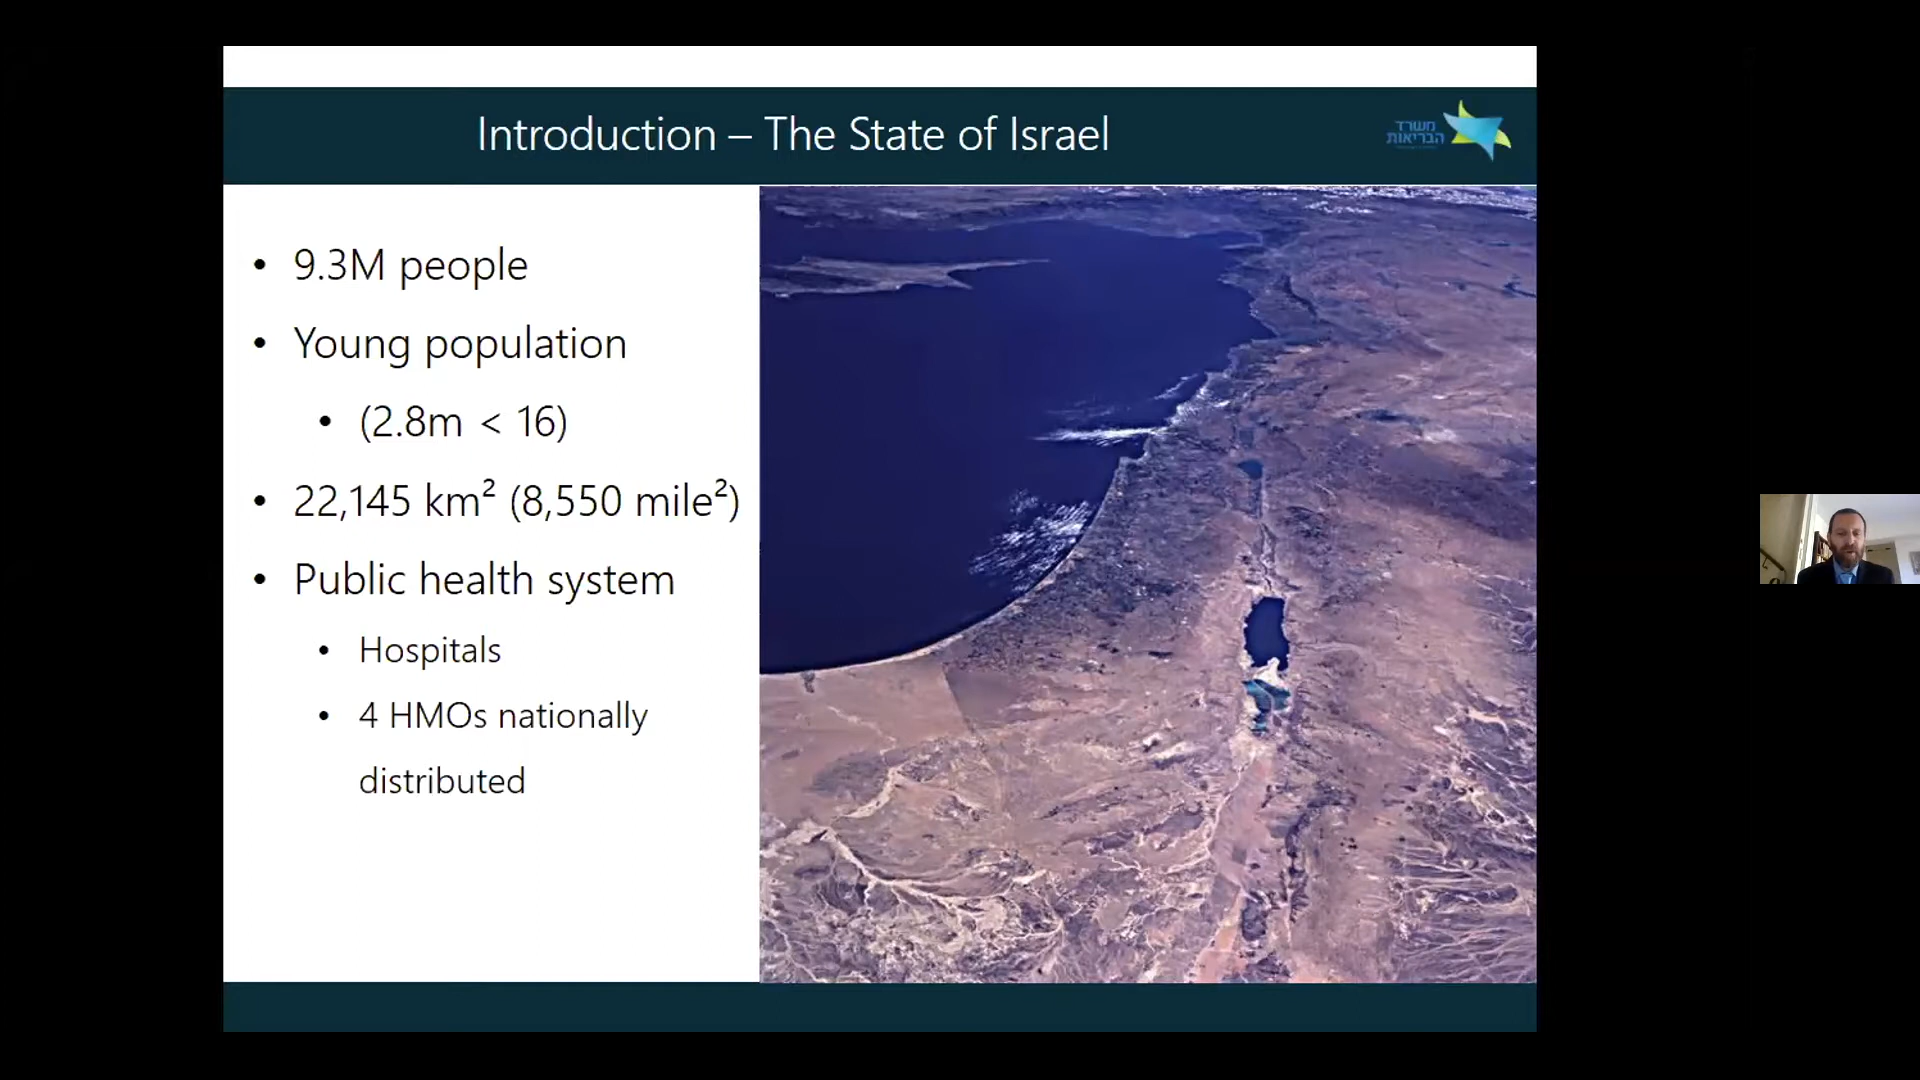 Introduction – The State of Israel
משרד
הבריאות
• 9.3M people
• Young population
• (2.8m < 16)
• 22,145 km² (8,550 mile²)
• Public health system
• Hospitals
• 4 HMOs nationally
distributed